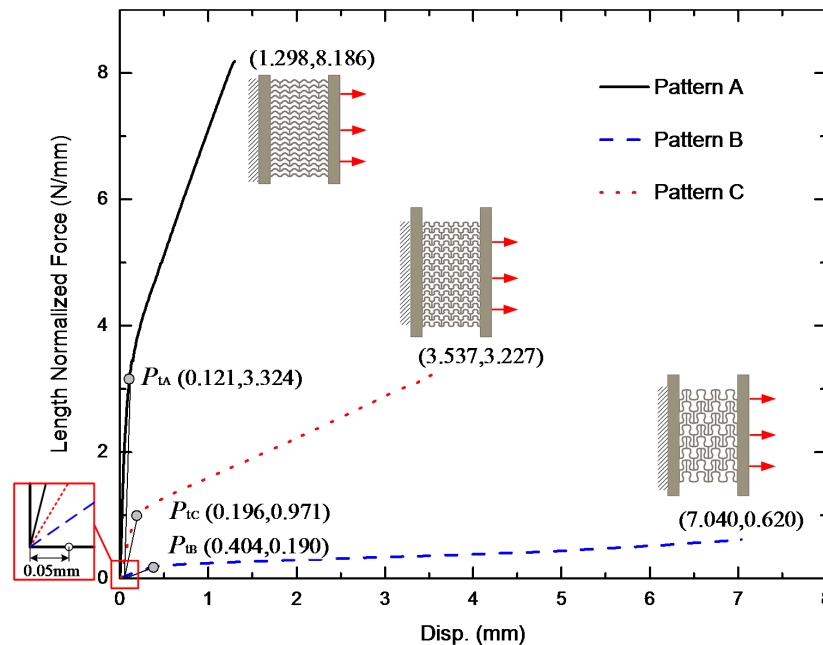 (1.298,8.186)
Pattern A
Pattern B
Pattern C
(3.537,3.227)
PtA (0.121,3.324)
PtC (0.196,0.971)
PtB (0.404,0.190)
(7.040,0.620)
0.05mm
Length Normalized Force (N/mm)
8
6
4
2
0
0 1 2 3 4 5 6 7 8
Disp. (mm)